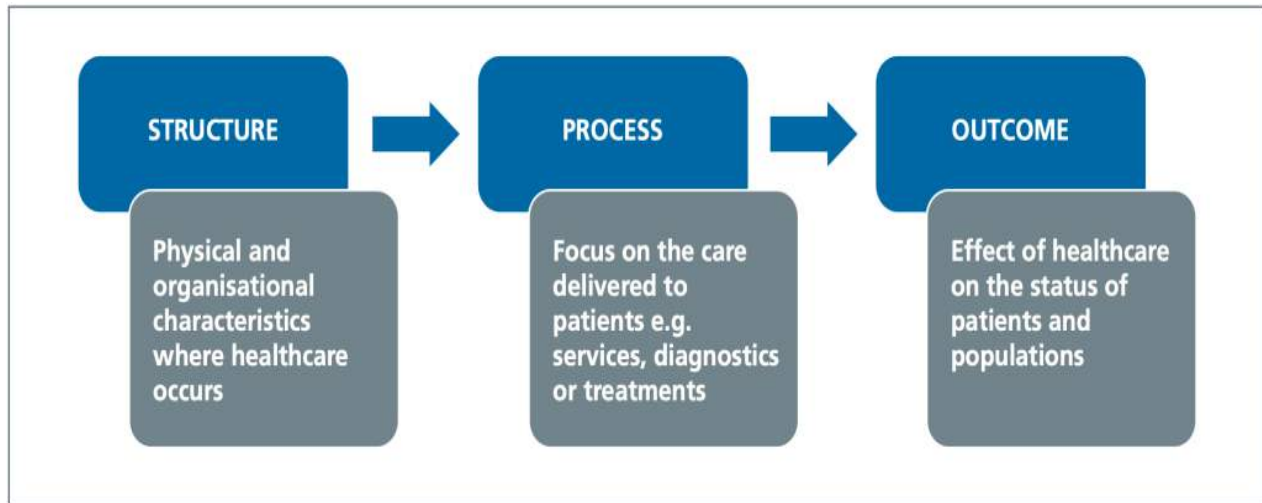 STRUCTURE
Physical and
organisational
characteristics
where healthcare
occurs
PROCESS
Focus on the care
delivered to
patients e.g.
services, diagnostics
or treatments
OUTCOME
Effect of healthcare
on the status of
patients and
populations